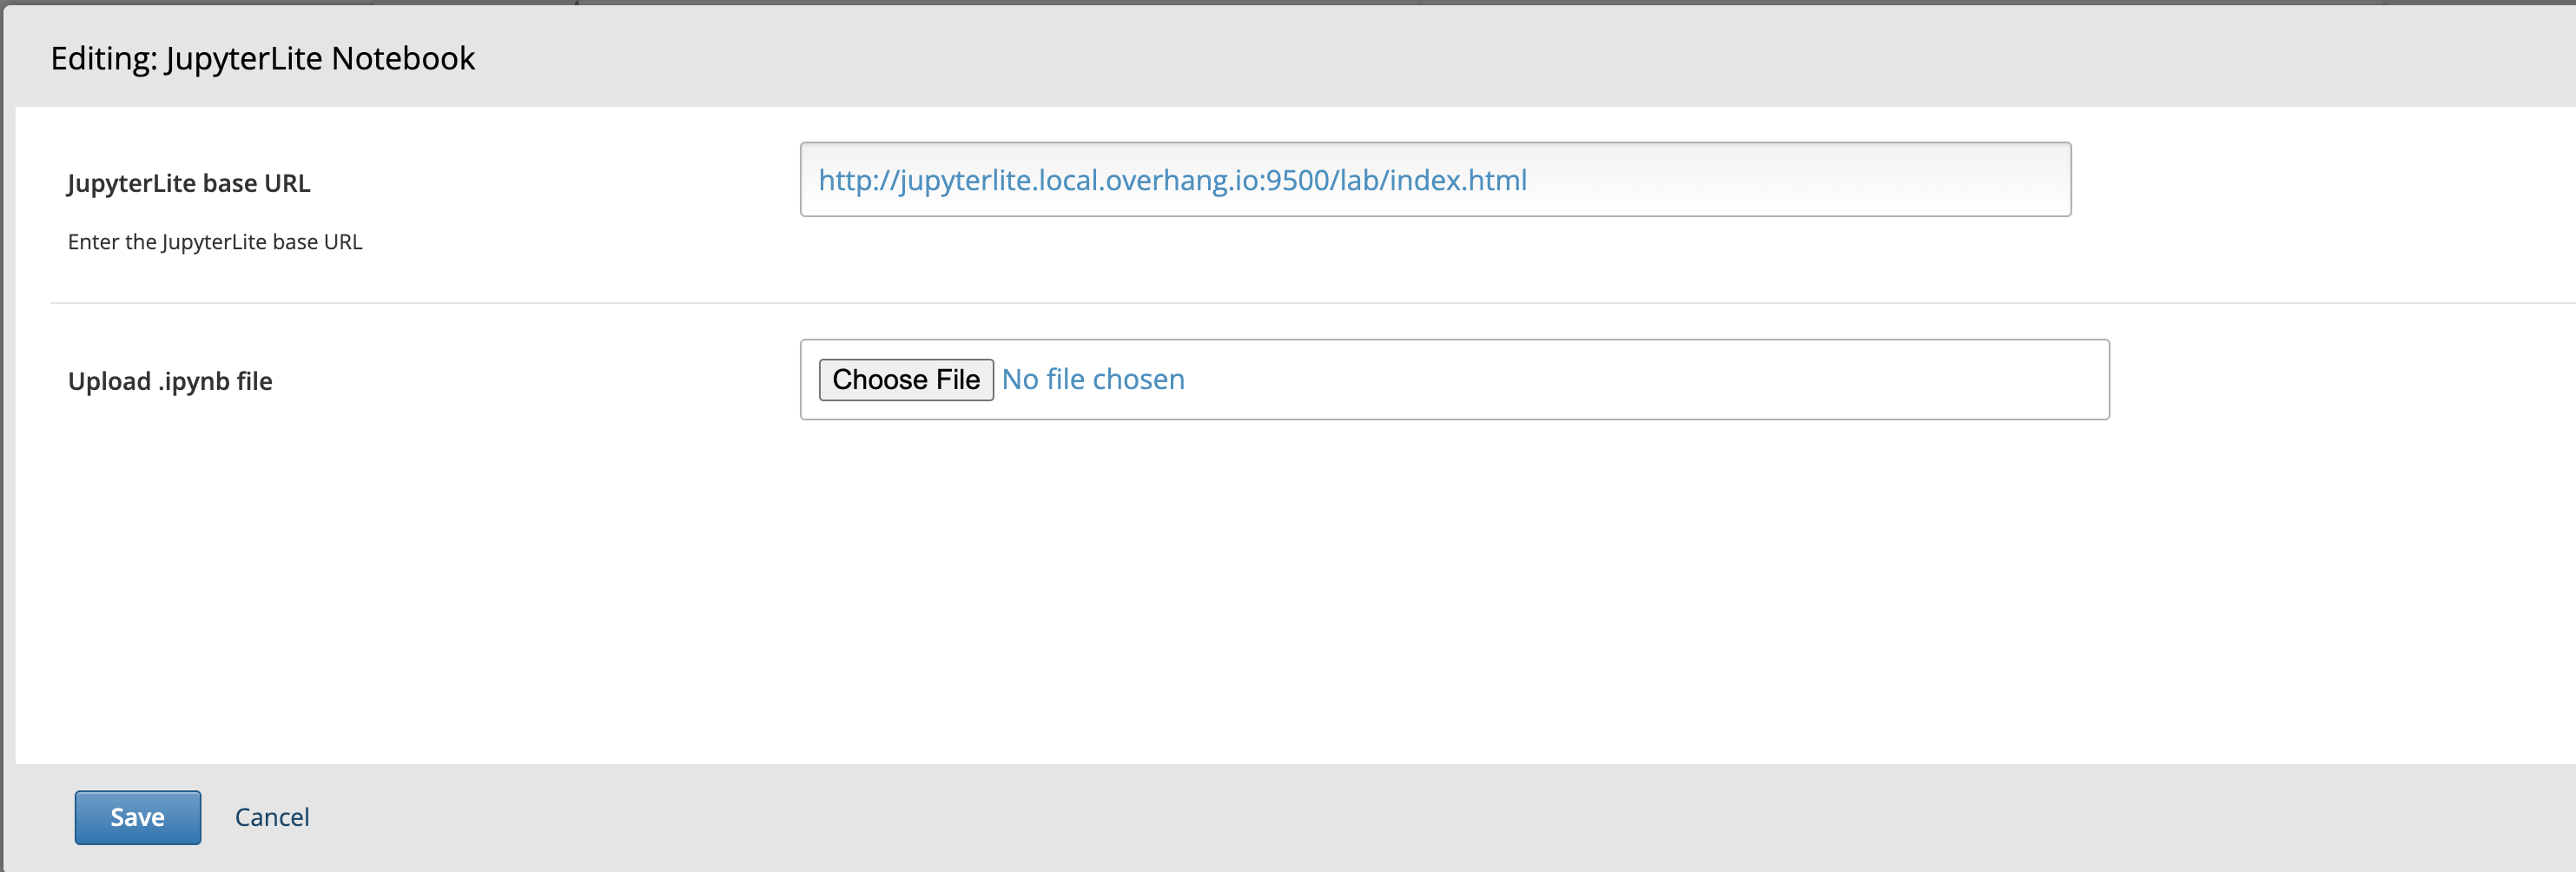 Editing: JupyterLite Notebook
JupyterLite base URL
http://jupyterlite.local.overhang.io:9500/lab/index.html
Enter the JupyterLite base URL
Upload .ipynb file
Choose File No file chosen
Save Cancel